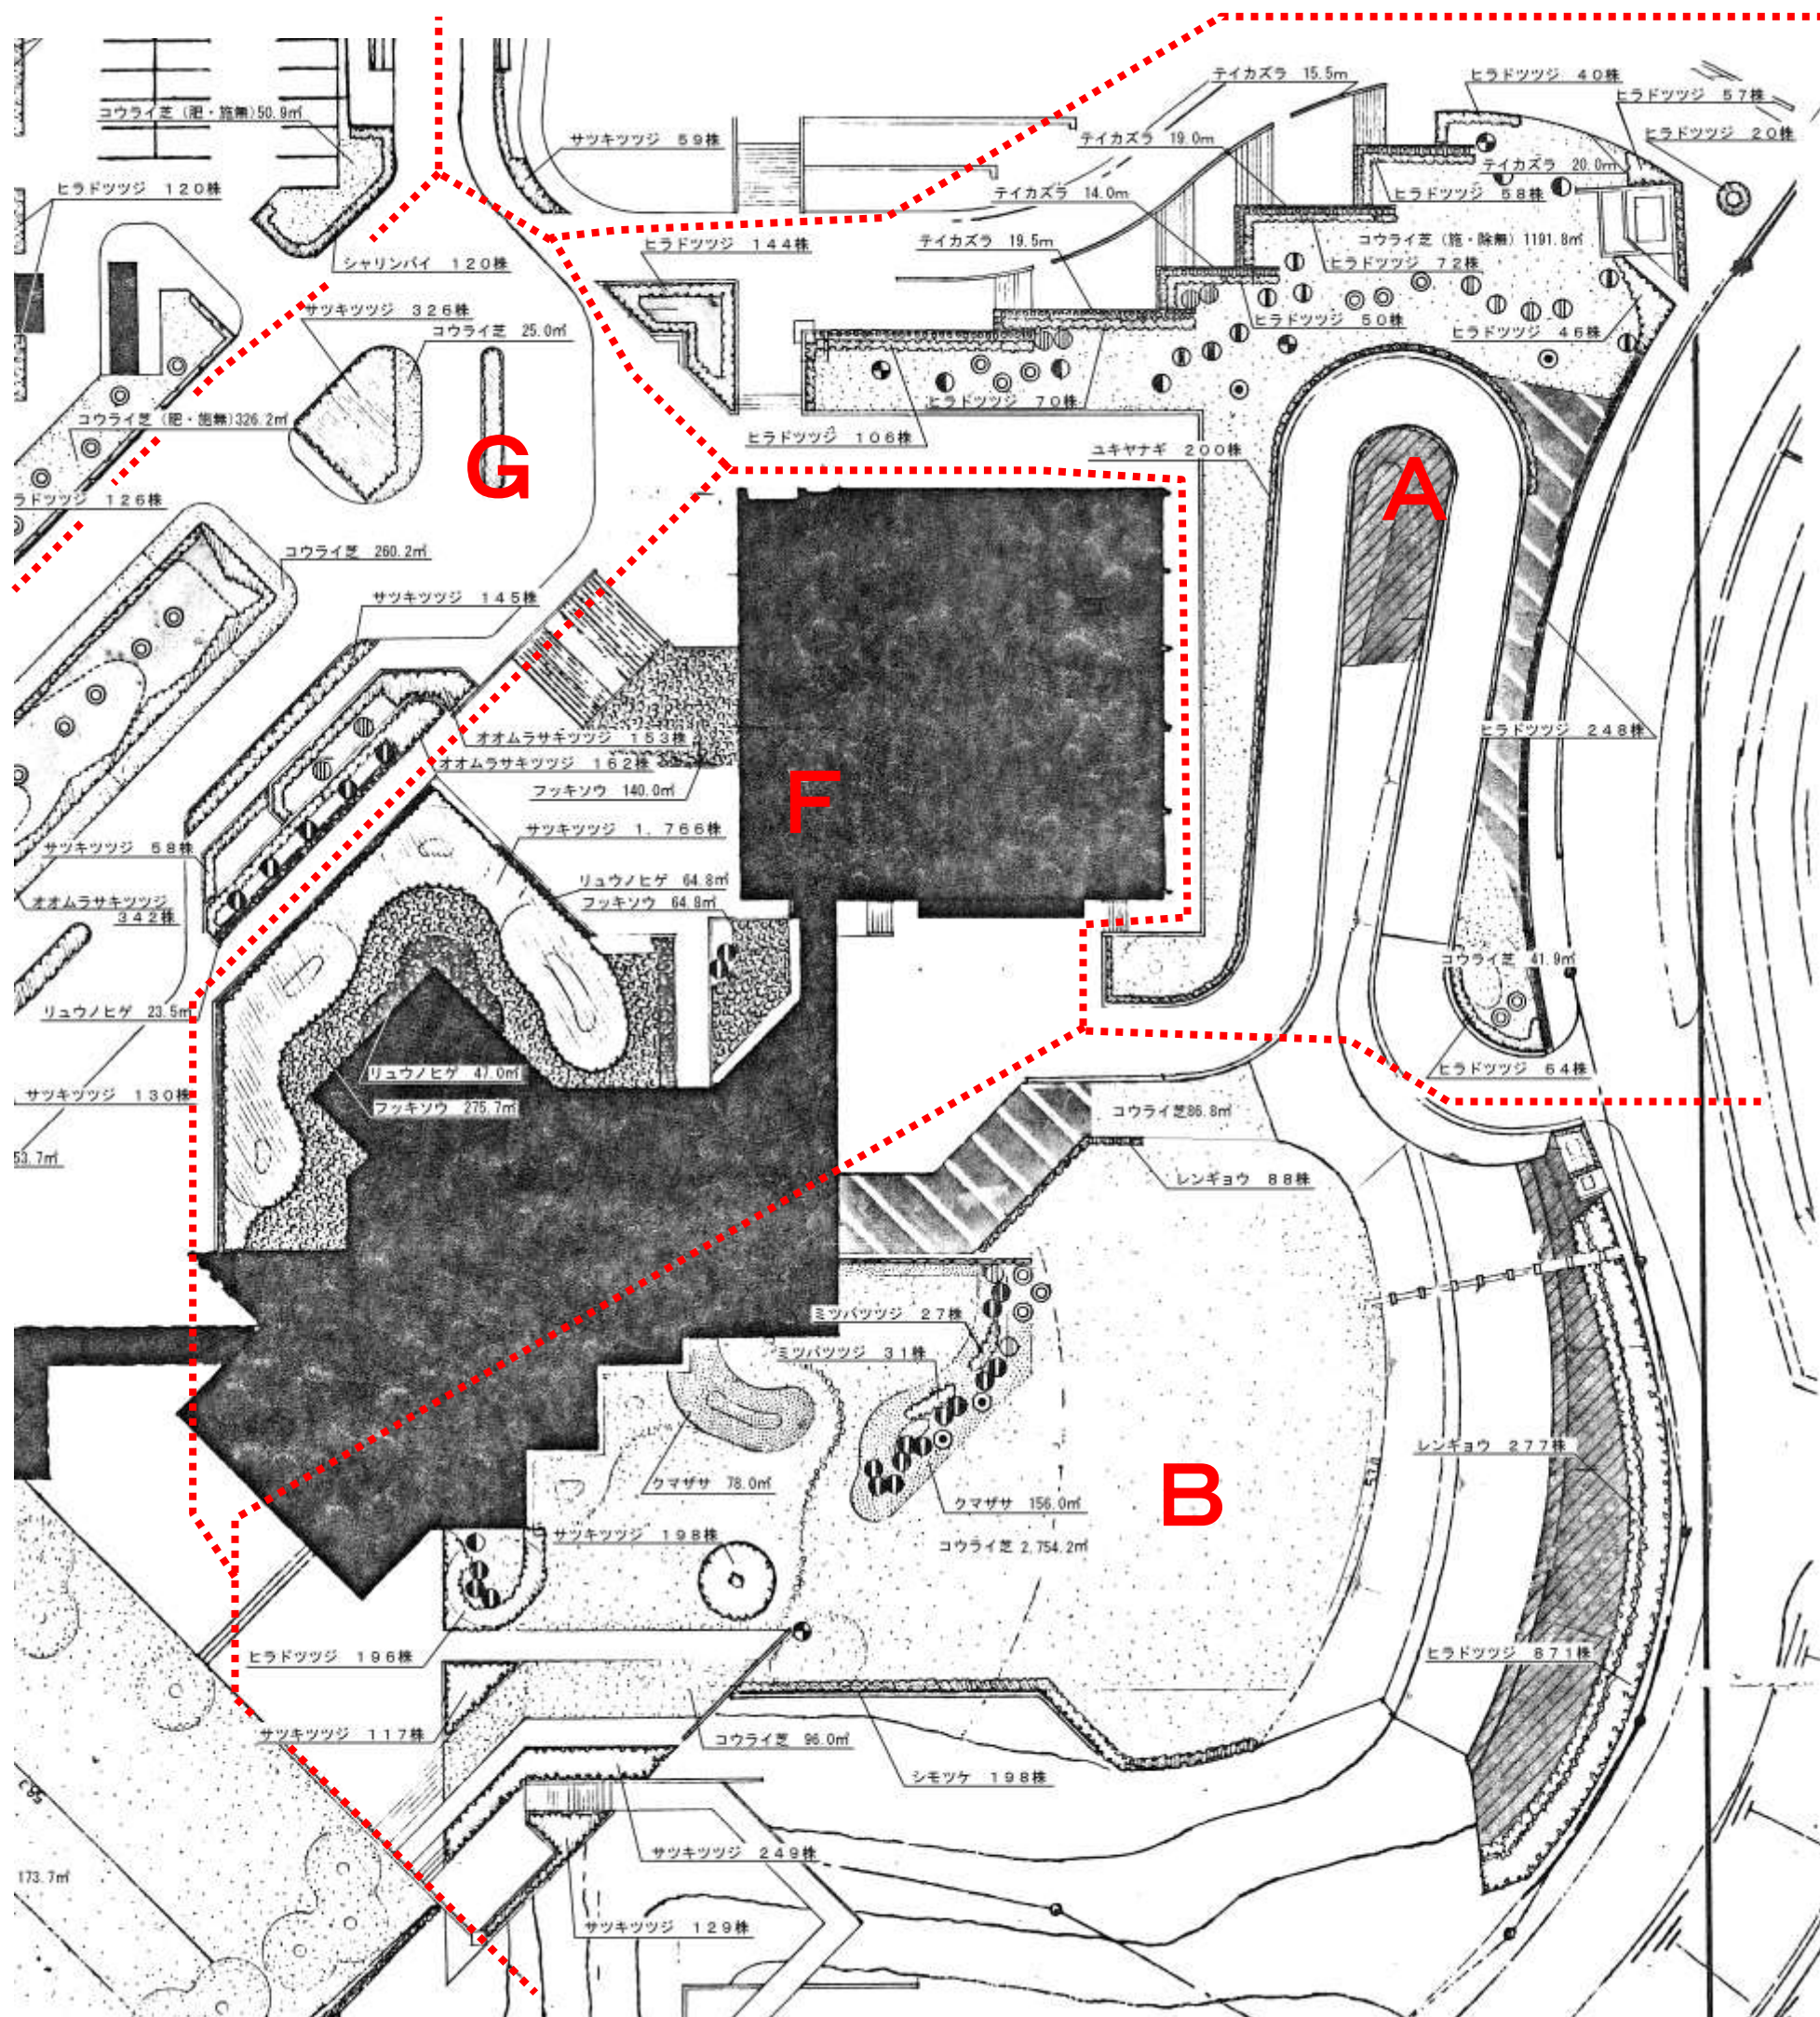 テイカズラ 15.5m
ヒラドツツジ 40株
ヒラドツツジ 57株
コウライ芝（肥・施無）50.9㎡
サツキツツジ 59株
テイカズラ 19.0m
ヒラドツツジ 20株
テイカズラ 20.0m
ヒラドツツジ 120株
テイカズラ 14.0m
ヒラドツツジ 58株
ヒラドツツジ 144株
テイカズラ 19.5m
コウライ芝（施・除無）1191.8㎡
シャリンバイ 120株
ヒラドツツジ 72株
サツキツツジ 326株
コウライ芝 25.0㎡
ヒラドツツジ 50株
ヒラドツツジ 46株
ヒラドツツジ 70株
コウライ芝（肥・施無）326.2㎡
ヒラドツツジ 106株
ユキヤナギ 200株
G
A
ラドツツジ 126株
コウライ芝 260.2㎡
サツキツツジ 145株
ヒラドツツジ 248株
オオムラサキツツジ 153株
オオムラサキツツジ 162株
フッキソウ 140.0㎡
F
サツキツツジ 1,766株
サツキツツジ 58株
リュウノヒゲ 64.8㎡
フッキソウ 64.8㎡
オオムラサキツツジ
342株
コウライ芝 41.9㎡
リュウノヒゲ 23.5㎡
リュウノヒゲ 47.0㎡
ヒラドツツジ 64株
サツキツツジ 130株
フッキソウ 275.7㎡
コウライ芝86.8㎡
53.7㎡
レンギョウ 88株
ミツバツツジ 27株
ミツバツツジ 31株
レンギョウ 277株
クマザサ 78.0㎡
クマザサ 156.0㎡
B
サツキツツジ 198株
コウライ芝 2,754.2㎡
ヒラドツツジ 196株
ヒラドツツジ 871株
サツキツツジ 117株
コウライ芝 96.0㎡
シモツケ 198株
サツキツツジ 249株
173.7㎡
サツキツツジ 129株